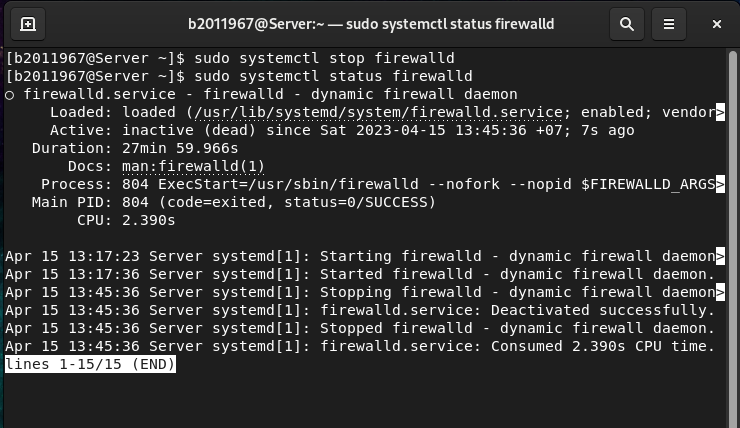 b2011967@Server:~ — sudo systemctl status firewalld
[b2011967@Server ~]$ sudo systemctl stop firewalld
[b2011967@Server ~]$ sudo systemctl status firewalld
○ firewalld.service - firewalld - dynamic firewall daemon
     Loaded: loaded (/usr/lib/systemd/system/firewalld.service; enabled; vendor>
     Active: inactive (dead) since Sat 2023-04-15 13:45:36 +07; 7s ago
   Duration: 27min 59.966s
       Docs: man:firewalld(1)
    Process: 804 ExecStart=/usr/sbin/firewalld --nofork --nopid $FIREWALLD_ARGS>
   Main PID: 804 (code=exited, status=0/SUCCESS)
        CPU: 2.390s

Apr 15 13:17:23 Server systemd[1]: Starting firewalld - dynamic firewall daemon>
Apr 15 13:17:36 Server systemd[1]: Started firewalld - dynamic firewall daemon.
Apr 15 13:45:36 Server systemd[1]: Stopping firewalld - dynamic firewall daemon>
Apr 15 13:45:36 Server systemd[1]: firewalld.service: Deactivated successfully.
Apr 15 13:45:36 Server systemd[1]: Stopped firewalld - dynamic firewall daemon.
Apr 15 13:45:36 Server systemd[1]: firewalld.service: Consumed 2.390s CPU time.
lines 1-15/15 (END)